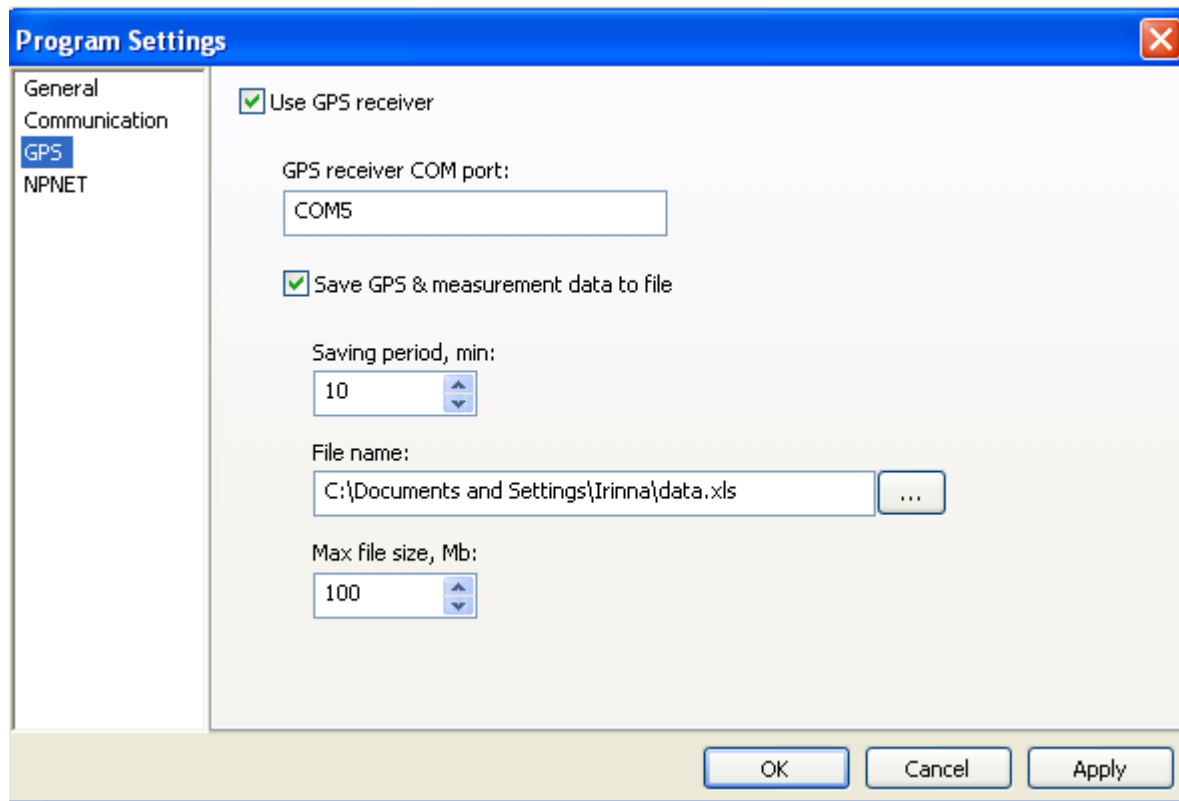 Program Settings
General
Communication
GPS
NPNET
Use GPS receiver
GPS receiver COM port:
COM5
Save GPS & measurement data to file
Saving period, min:
10
File name:
C:\Documents and Settings\Irinna\data.xls
...
Max file size, Mb:
100
OK
Cancel
Apply